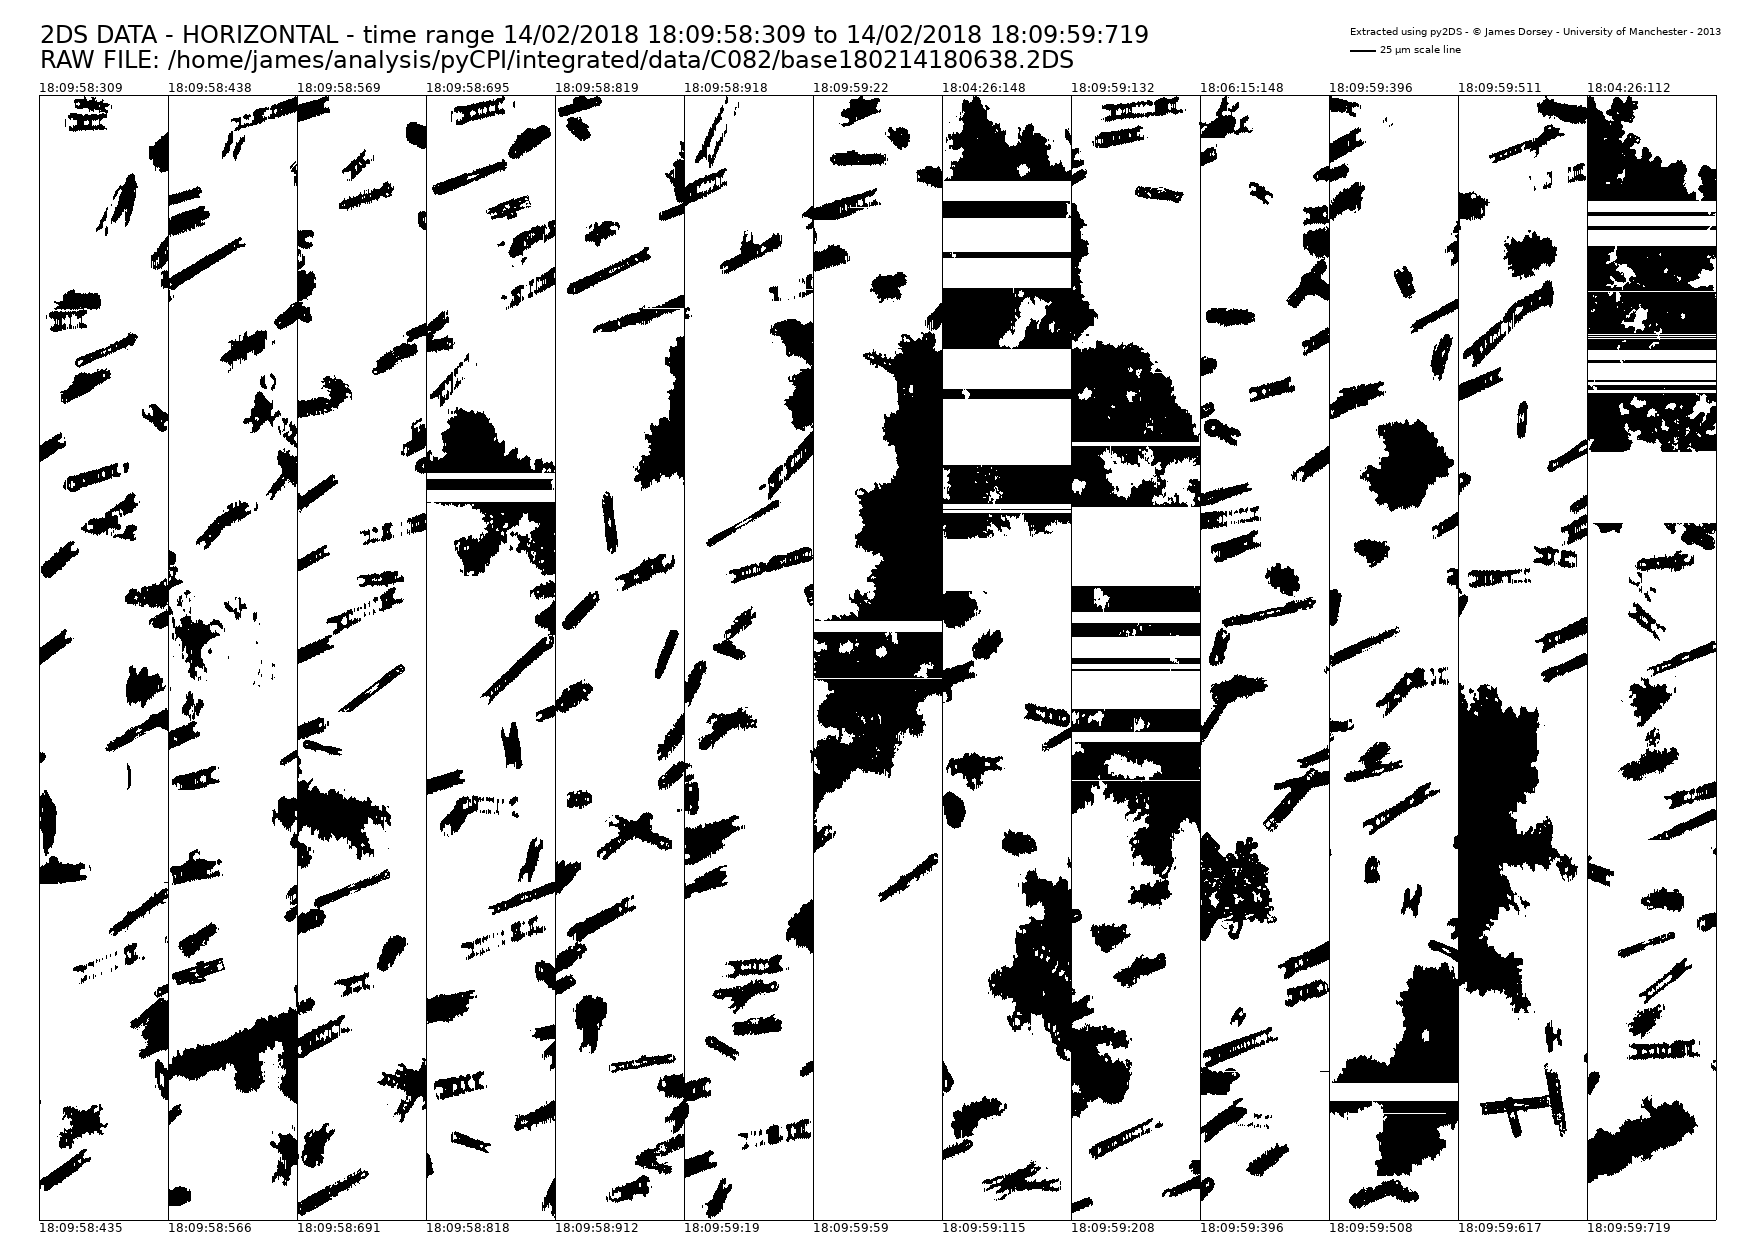 2DS DATA - HORIZONTAL - time range 14/02/2018 18:09:58:309 to 14/02/2018 18:09:59:719
RAW FILE: /home/james/analysis/pyCPI/integrated/data/C082/base180214180638.2DS
Extracted using py2DS - © James Dorsey - University of Manchester - 2013
25 µm scale line
18:09:58:309 18:09:58:438 18:09:58:569 18:09:58:695 18:09:58:819 18:09:58:918 18:09:59:22 18:04:26:148 18:09:59:132 18:06:15:148 18:09:59:396 18:09:59:511 18:04:26:112
18:09:58:435 18:09:58:566 18:09:58:691 18:09:58:818 18:09:58:912 18:09:59:19 18:09:59:59 18:09:59:115 18:09:59:208 18:09:59:396 18:09:59:508 18:09:59:617 18:09:59:719